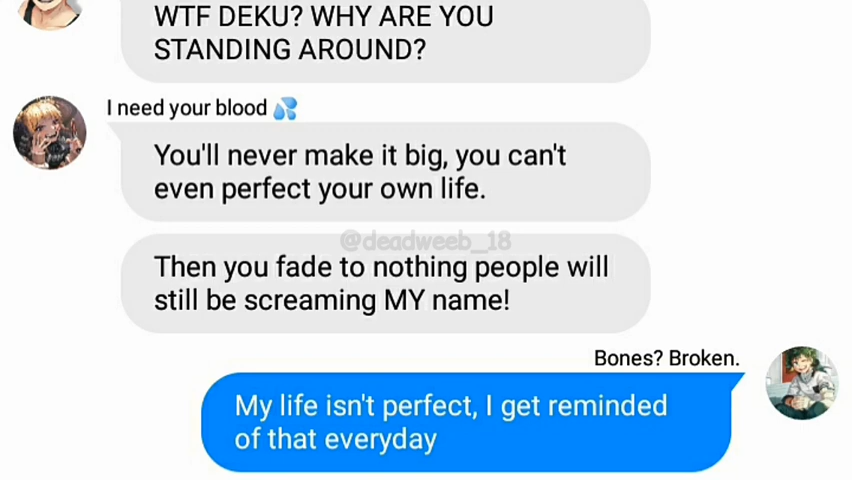 WTF DEKU? WHY ARE YOU
STANDING AROUND?
I need your blood 💦
You'll never make it big, you can't
even perfect your own life.
@deadweeb_18
Then you fade to nothing people will
still be screaming MY name!
Bones? Broken.
My life isn't perfect, I get reminded
of that everyday